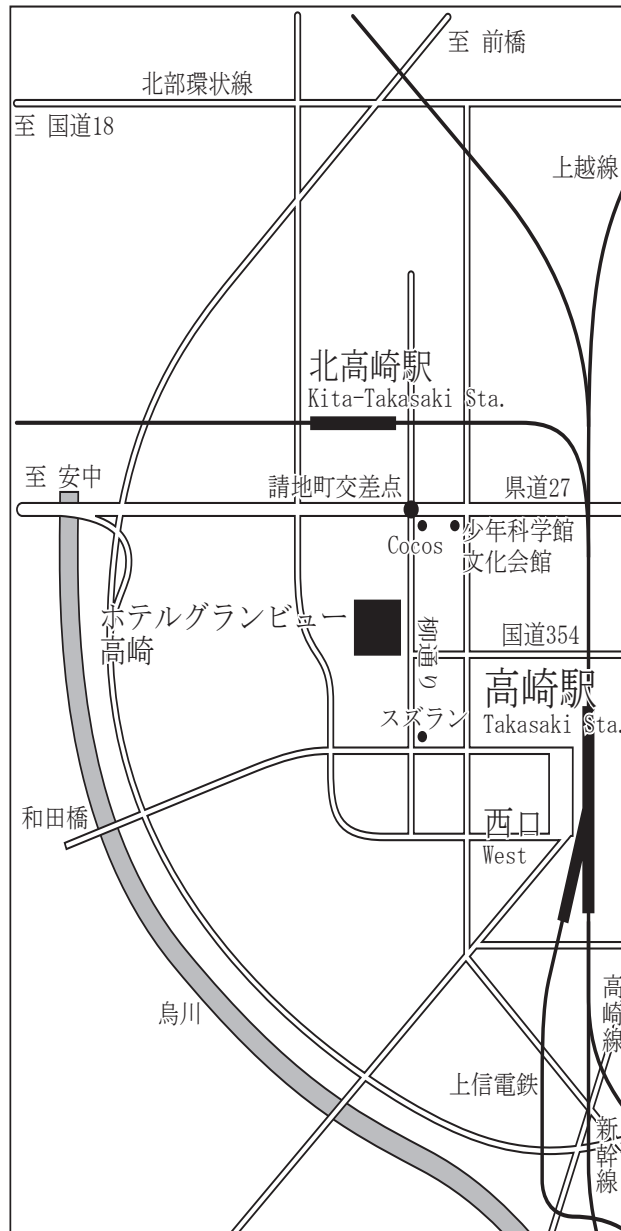 至 前橋
北部環状線
至 国道18
上越線
北高崎駅
Kita-Takasaki Sta.
至 安中
請地町交差点
県道27
Cocos
少年科学館
文化会館
ホテルグランビュー
高崎
柳通り
国道354
高崎駅
Takasaki Sta.
スズラン
和田橋
西口
West
烏川
高崎線
上信電鉄
新幹線